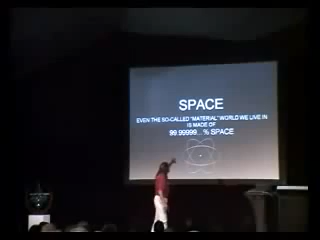 SPACE
EVEN THE SO-CALLED "MATERIAL" WORLD WE LIVE IN
IS MADE OF
99.99999... % SPACE